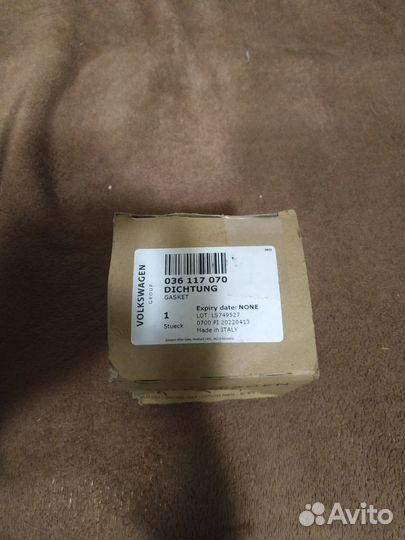 VOLKSWAGEN
GROUP
036 117 070
DICHTUNG
GASKET
1
Stueck
Expiry date: NONE
LOT: LS749527
0700 PI 20220413
Made in ITALY
Avito